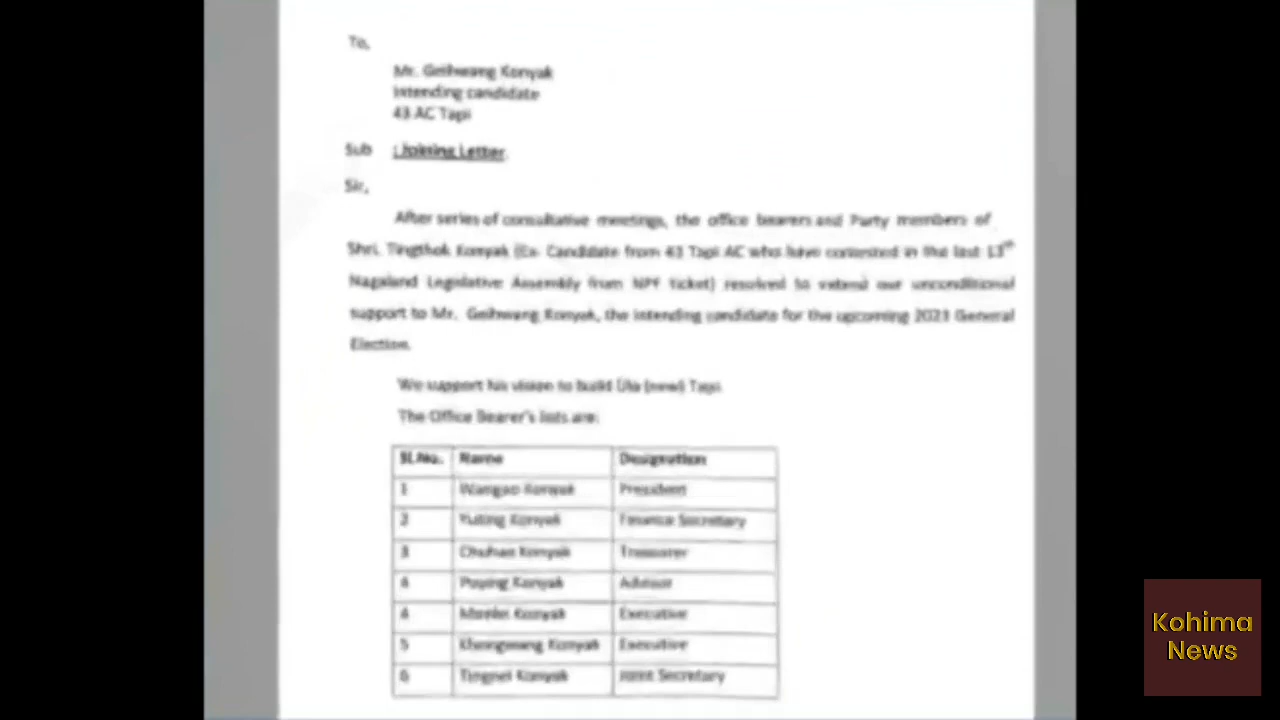 To,
Mr. Geihwang Konyak
Intending candidate
43 AC Tapi
Sub : Joining Letter.
Sir,
After series of consultative meetings, the office bearers and Party members of
Shri. Tingthok Konyak (Ex. Candidate from 43 Tapi AC who have contested in the last 13th
Nagaland Legislative Assembly from NPF ticket) resolved to extend our unconditional
support to Mr. Geihwang Konyak, the intending candidate for the upcoming 2023 General
Election.
We support his vision to build (new) Tapi.
The Office Bearer's lists are:
Sl.No. Name Designation
1 Wangao Konyak President
2 Yuting Konyak Finance Secretary
3 Konyak Treasurer
4 Poying Konyak Advisor
4 Konyak Executive
5 Konyak Executive
6 Tingnei Konyak Joint Secretary
Kohima
News